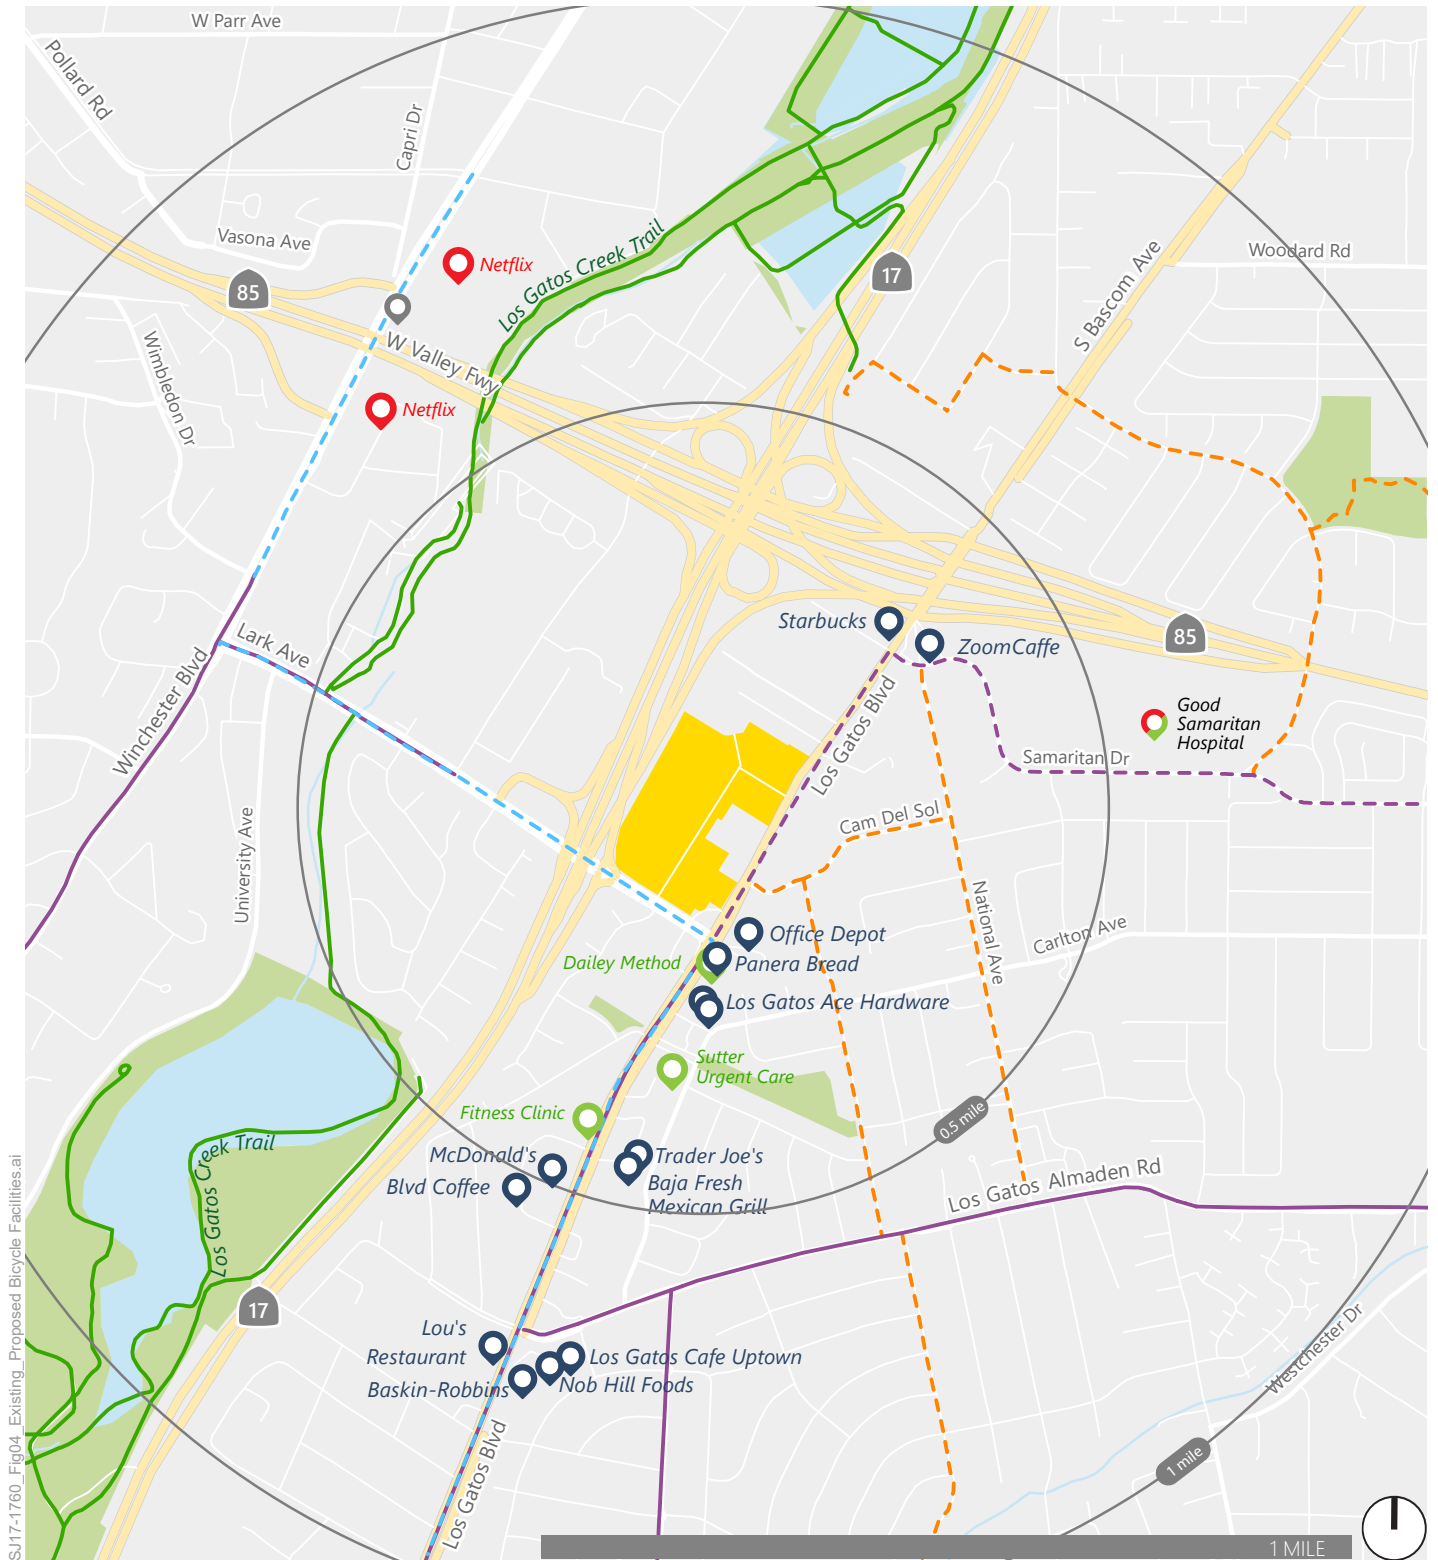 W Parr Ave
Pollard Rd
Capri Dr
Vasona Ave
Netflix
Los Gatos Creek Trail
17
85
S Bascom Ave
Woodard Rd
Wimbledon Dr
W Valley Fwy
Netflix
Starbucks
ZoomCaffe
85
Lark Ave
Winchester Blvd
Los Gatos Blvd
Good
Samaritan
Hospital
Samaritan Dr
Cam Del Sol
University Ave
National Ave
Carlton Ave
Office Depot
Dailey Method
Panera Bread
Los Gatos Ace Hardware
Sutter
Urgent Care
Fitness Clinic
0.5 mile
McDonald's
Trader Joe's
Blvd Coffee
Baja Fresh
Mexican Grill
Los Gatos Almaden Rd
Los Gatos Creek Trail
17
Lou's
Restaurant
Los Gatos Cafe Uptown
Baskin-Robbins
Nob Hill Foods
Westchester Dr
Los Gatos Blvd
1 mile
1 MILE
SJ17-1760_Fig04_Existing_Proposed Bicycle Facilities.ai